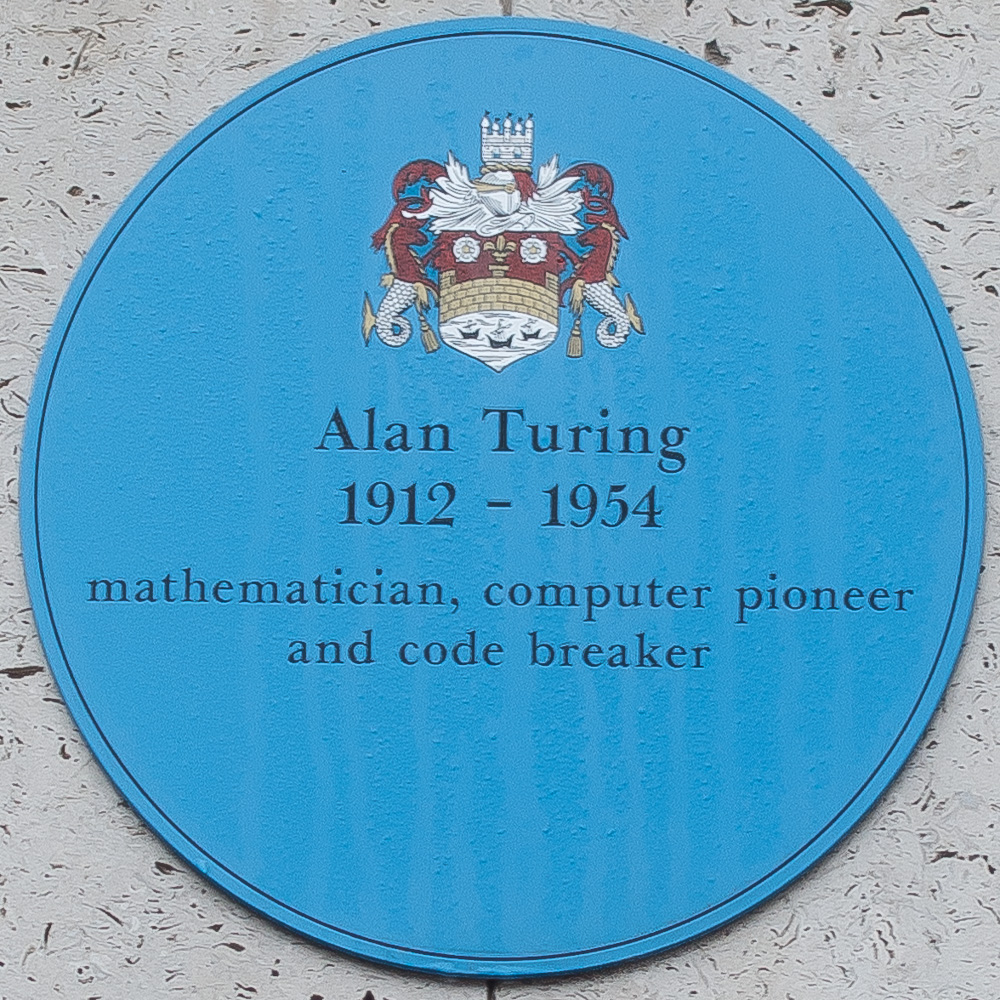 Alan Turing
1912 – 1954
mathematician, computer pioneer
and code breaker